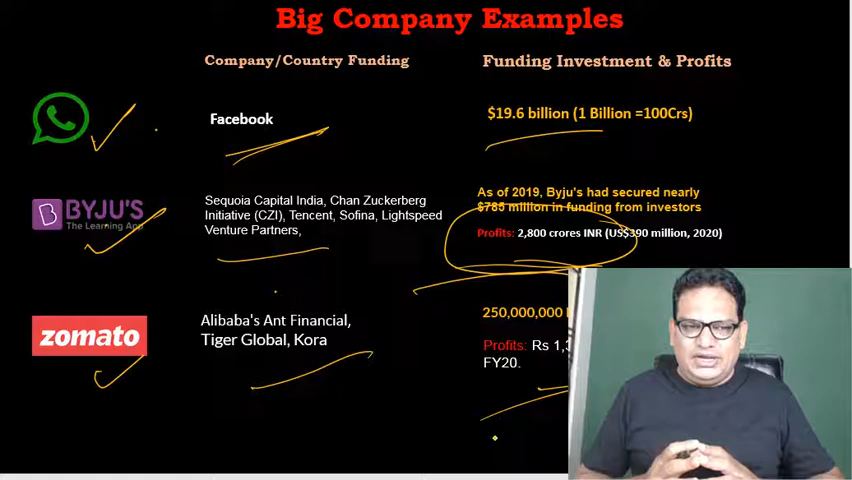 Big Company Examples
Company/Country Funding
Funding Investment & Profits
Facebook
$19.6 billion (1 Billion =100Crs)
BYJU'S
The Learning App
Sequoia Capital India, Chan Zuckerberg
Initiative (CZI), Tencent, Sofina, Lightspeed
Venture Partners,
As of 2019, Byju's had secured nearly
$785 million in funding from investors
Profits: 2,800 crores INR (US$390 million, 2020)
zomato
Alibaba's Ant Financial,
Tiger Global, Kora
250,000,000
Profits: Rs 1,3
FY20.